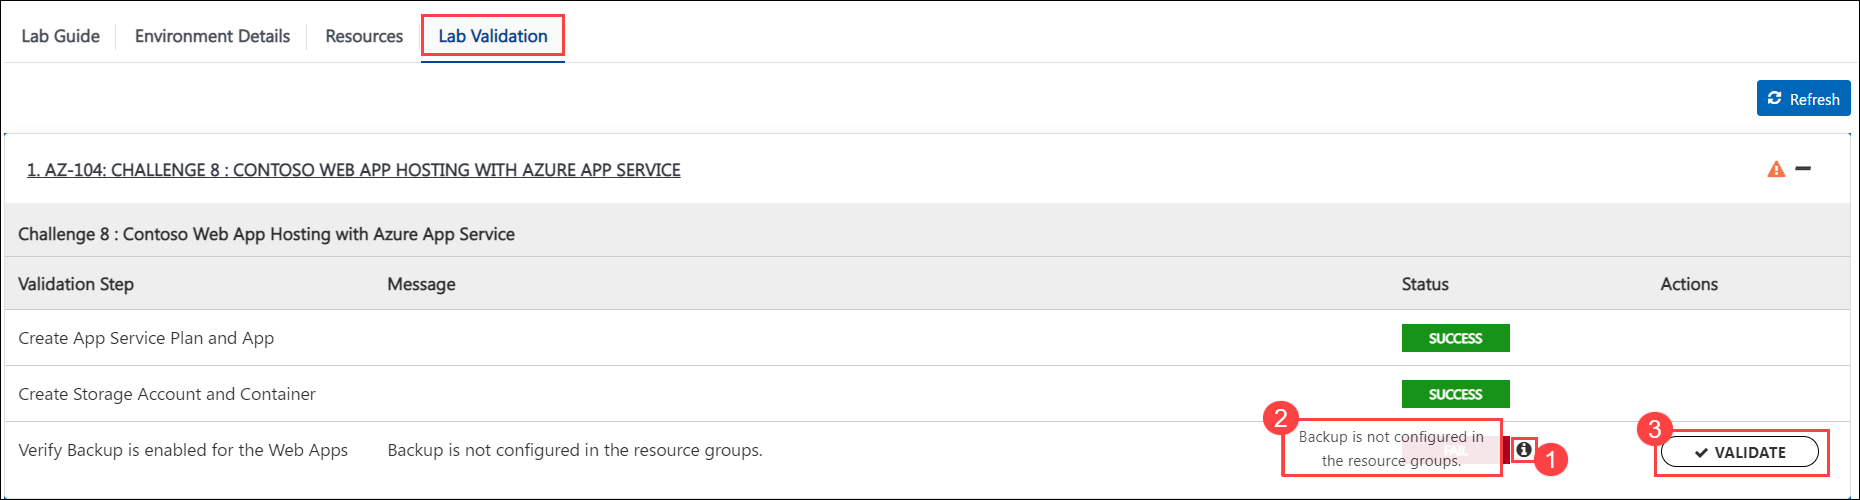 Lab Guide Environment Details Resources Lab Validation
Refresh
1. AZ-104: CHALLENGE 8 : CONTOSO WEB APP HOSTING WITH AZURE APP SERVICE
Challenge 8 : Contoso Web App Hosting with Azure App Service
Validation Step Message Status Actions
Create App Service Plan and App SUCCESS
Create Storage Account and Container SUCCESS
Verify Backup is enabled for the Web Apps Backup is not configured in the resource groups. FAIL
2
Backup is not configured in
the resource groups.
1
3
VALIDATE